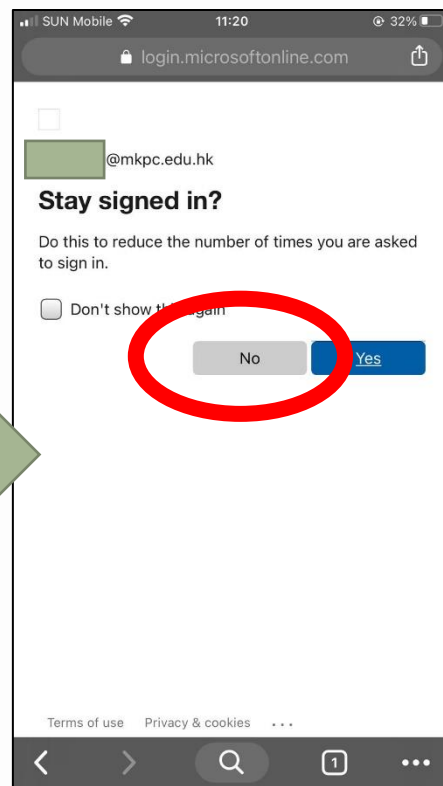 SUN Mobile 11:20 32%
login.microsoftonline.com
@mkpc.edu.hk
Stay signed in?
Do this to reduce the number of times you are asked
to sign in.
Don't show this again
No Yes
Terms of use Privacy & cookies ...
1